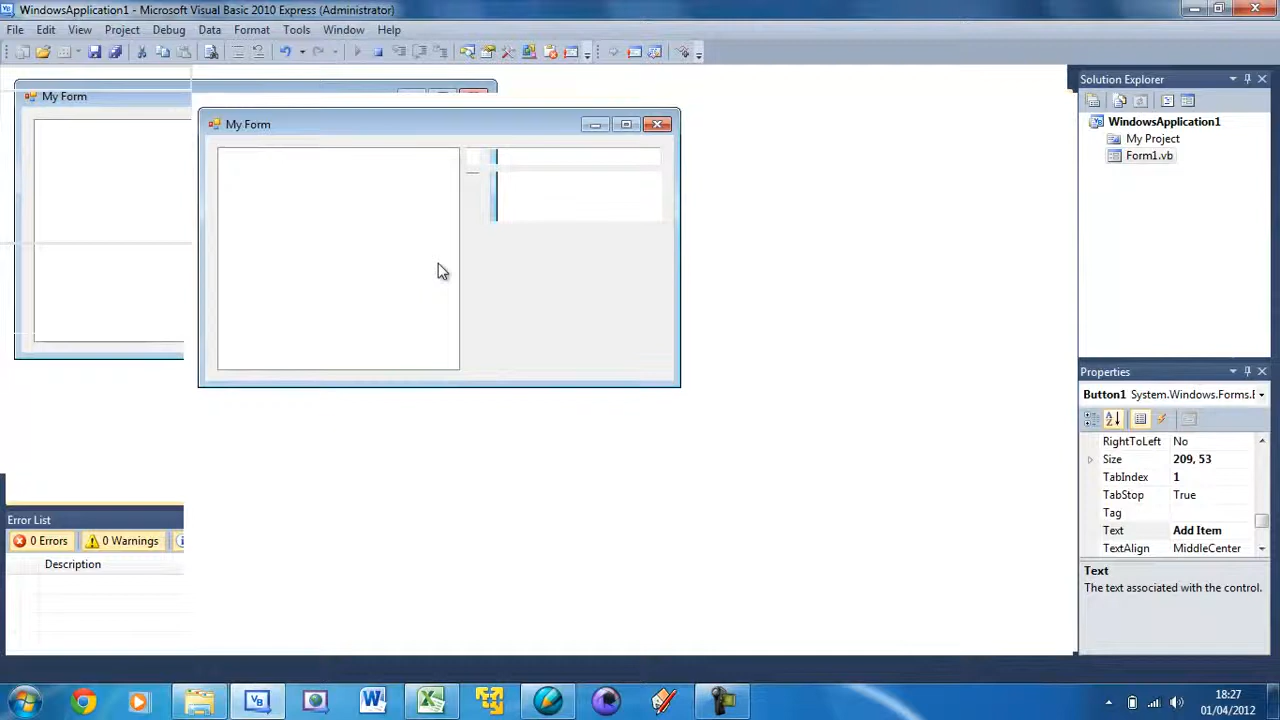 WindowsApplication1 - Microsoft Visual Basic 2010 Express (Administrator)
File Edit View Project Debug Format Tools Window Help
My Form
My Form
Solution Explorer
WindowsApplication1
My Project
Form1.vb
Properties
Button1 System.Windows.Forms.E
RightToLeft No
Size 209, 53
TabIndex 1
TabStop True
Tag
Text Add Item
TextAlign MiddleCenter
Text
The text associated with the control.
Error List
0 Errors 0 Warnings
Description
18:27
01/04/2012